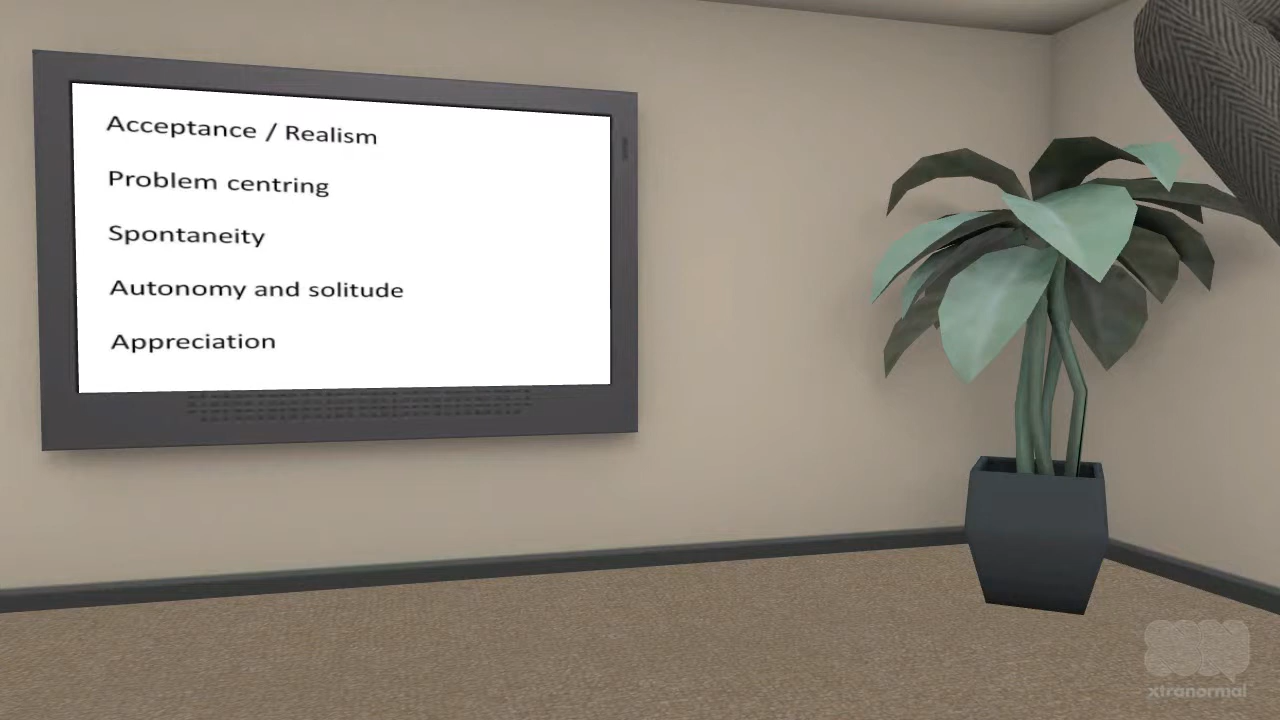 Acceptance / Realism
Problem centring
Spontaneity
Autonomy and solitude
Appreciation
xtranormal